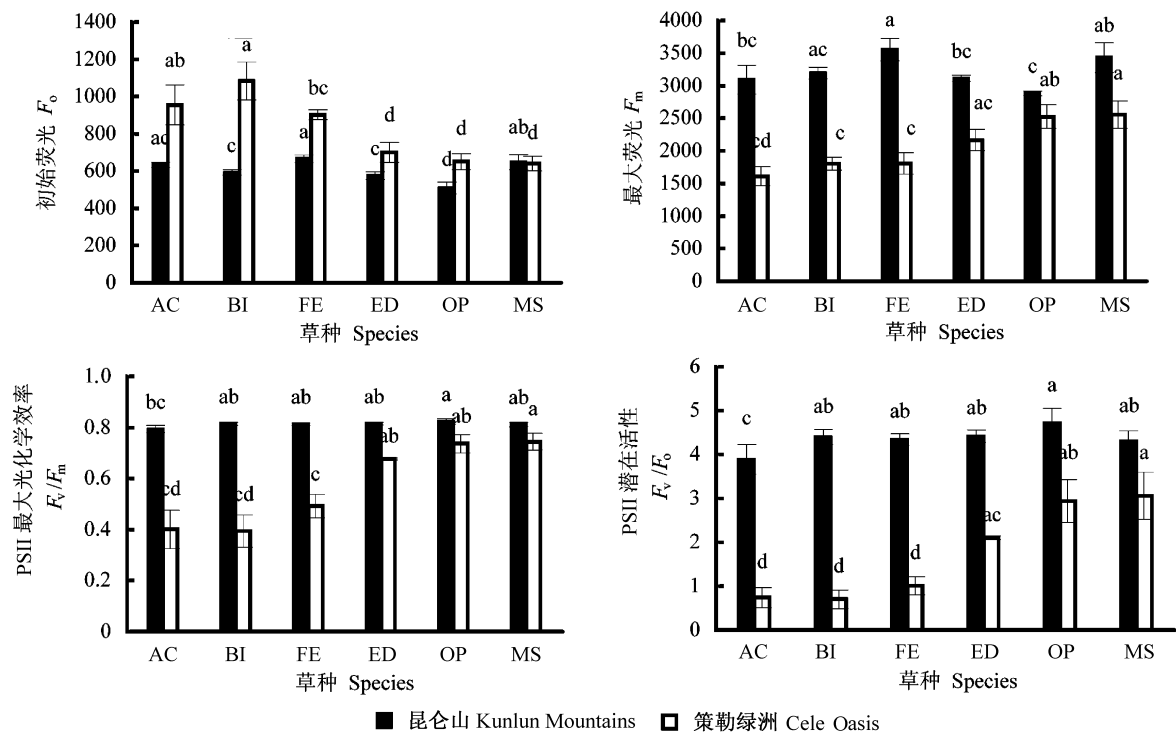 初始荧光 Fo
1400
1200
1000
800
600
400
200
0
ab
a
bc
d
d
ab d
ac
c
a
c
d
AC BI FE ED OP MS
草种 Species
最大荧光 Fm
4000
3500
3000
2500
2000
1500
1000
500
0
bc
ac
a
bc
c
ab
cd
c
c
ac
ab
a
AC BI FE ED OP MS
草种 Species
PSII 最大光化学效率
Fv/Fm
1.0
0.8
0.6
0.4
0.2
0
bc
ab
ab
ab
a
ab
cd
cd
c
ab
ab
a
AC BI FE ED OP MS
草种 Species
PSII 潜在活性
Fv/Fo
6
5
4
3
2
1
0
c
ab
ab
ab
a
ab
d
d
d
ac
ab
a
AC BI FE ED OP MS
草种 Species
昆仑山 Kunlun Mountains 策勒绿洲 Cele Oasis